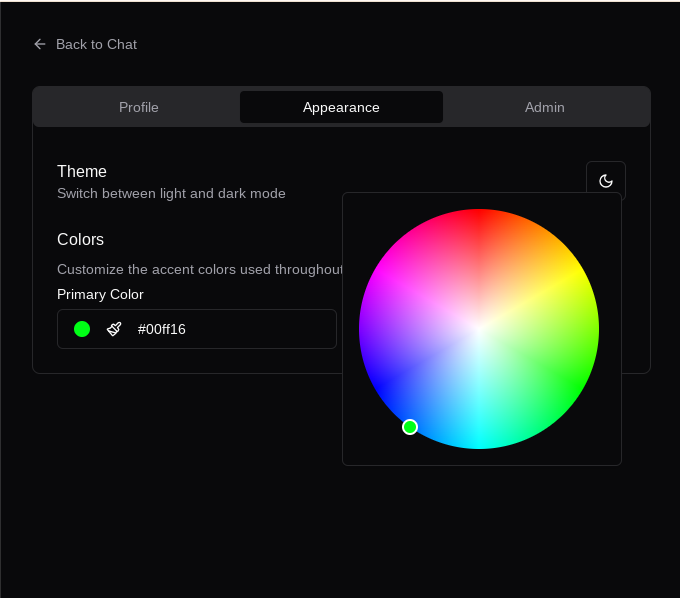 Back to Chat
Profile
Appearance
Admin
Theme
Switch between light and dark mode
Colors
Customize the accent colors used throughout
Primary Color
#00ff16